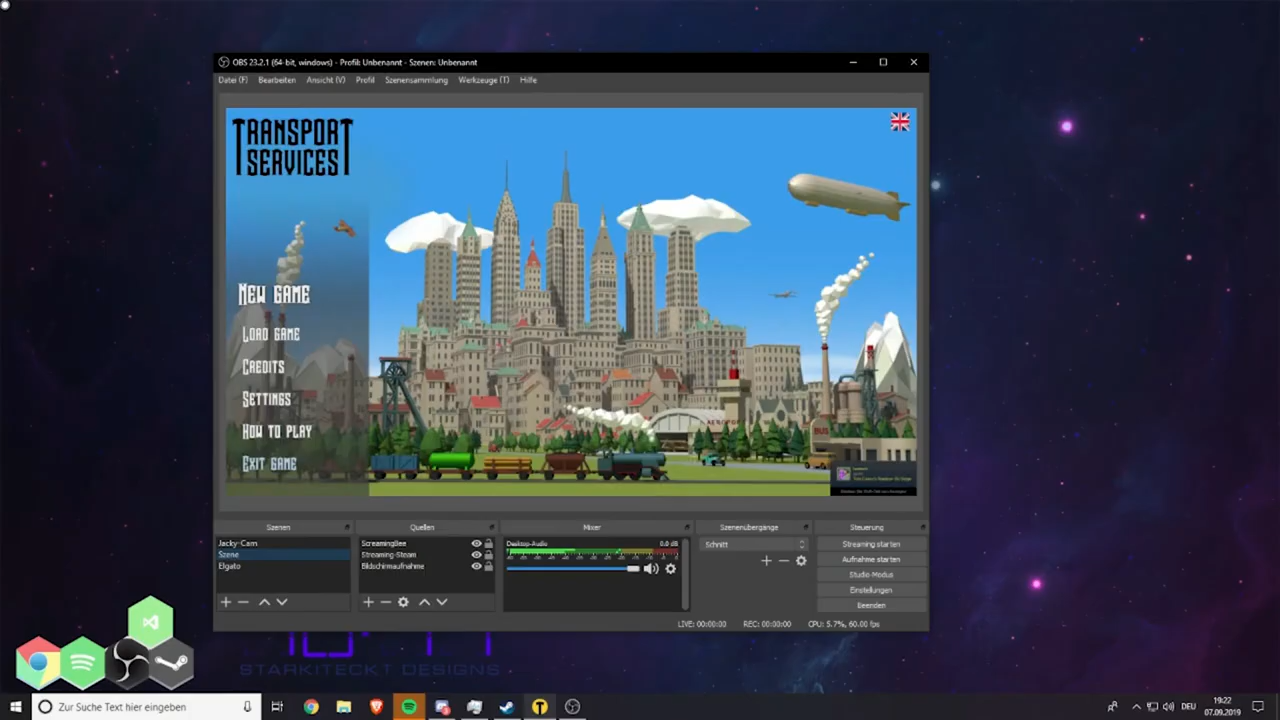 OBS 23.2.1 (64-bit, windows) - Profil: Unbenannt - Szenen: Unbenannt
Datei (F) Bearbeiten Ansicht (V) Profil Szenensammlung Werkzeuge (T) Hilfe
TRANSPORT
SERVICES
NEW GAME
LOAD GAME
CREDITS
SETTINGS
HOW TO PLAY
EXIT GAME
BUS
Szenen Quellen Mixer Szenenübergänge Steuerung
Jacky-Cam
Szene
Elgato
ScreamingBee
Streaming-Steam
Bildschirmaufnahme
Desktop-Audio 0.0 dB
Schnitt
Streaming starten
Aufnahme starten
Studio-Modus
Einstellungen
Beenden
LIVE: 00:00:00 REC: 00:00:00 CPU: 5.7%, 60.00 fps
STARKITECKT DESIGNS
Zur Suche Text hier eingeben
DEU
19:22
07.09.2019